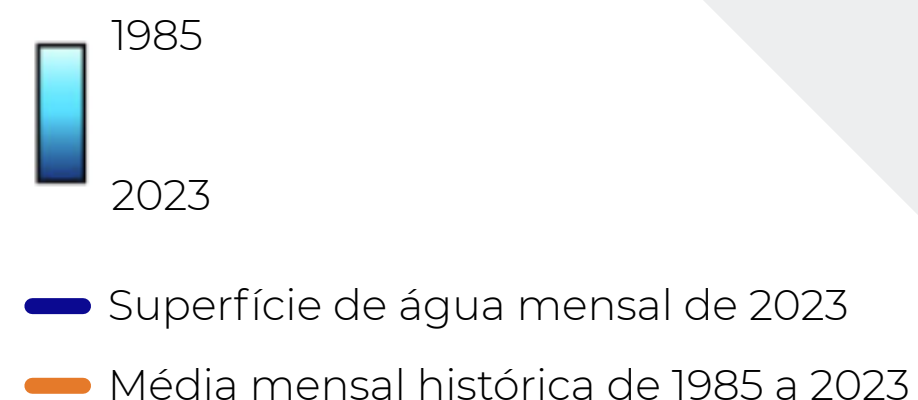 1985
2023
Superfície de água mensal de 2023
Média mensal histórica de 1985 a 2023